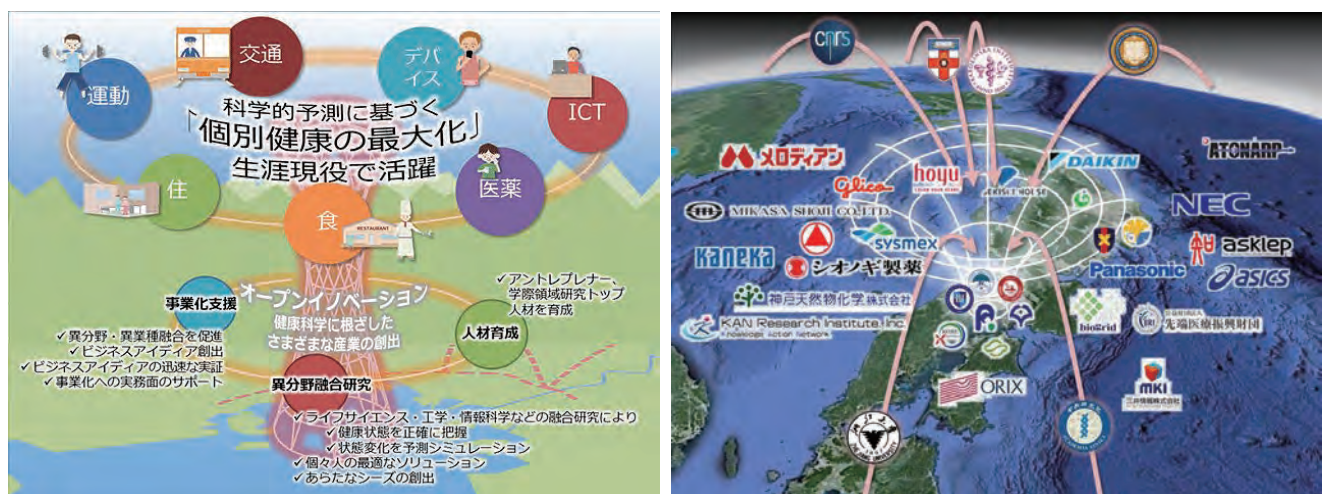 運動
交通
デバ
イス
ICT
科学的予測に基づく
「個別健康の最大化」
生涯現役で活躍
住
食
医薬
RESTAURANT
事業化支援
オープンイノベーション
健康科学に根ざした
さまざまな産業の創出
人材育成
✓アントレプレナー、
学際領域研究トップ
人材を育成
✓異分野・異業種融合を促進
✓ビジネスアイディア創出
✓ビジネスアイディアの迅速な実証
✓事業化への実務面のサポート
異分野融合研究
✓ライフサイエンス・工学・情報科学などの融合研究により
✓健康状態を正確に把握
✓状態変化を予測シミュレーション
✓個々人の最適なソリューション
✓あらたなシーズの創出
cnrs
メロディアン
glico
hoyu
DAIKIN
ATONARP
SEKISUI HOUSE
MIKASA SHOJI CO.,LTD.
NEC
sysmex
kaneka
シオノギ製薬
asklep
Panasonic
asics
神戸天然物化学株式会社
KAN Research Institute, Inc.
Knowledge Action Network
biogrid
先端医療振興財団
ORIX
MKI
三井情報株式会社